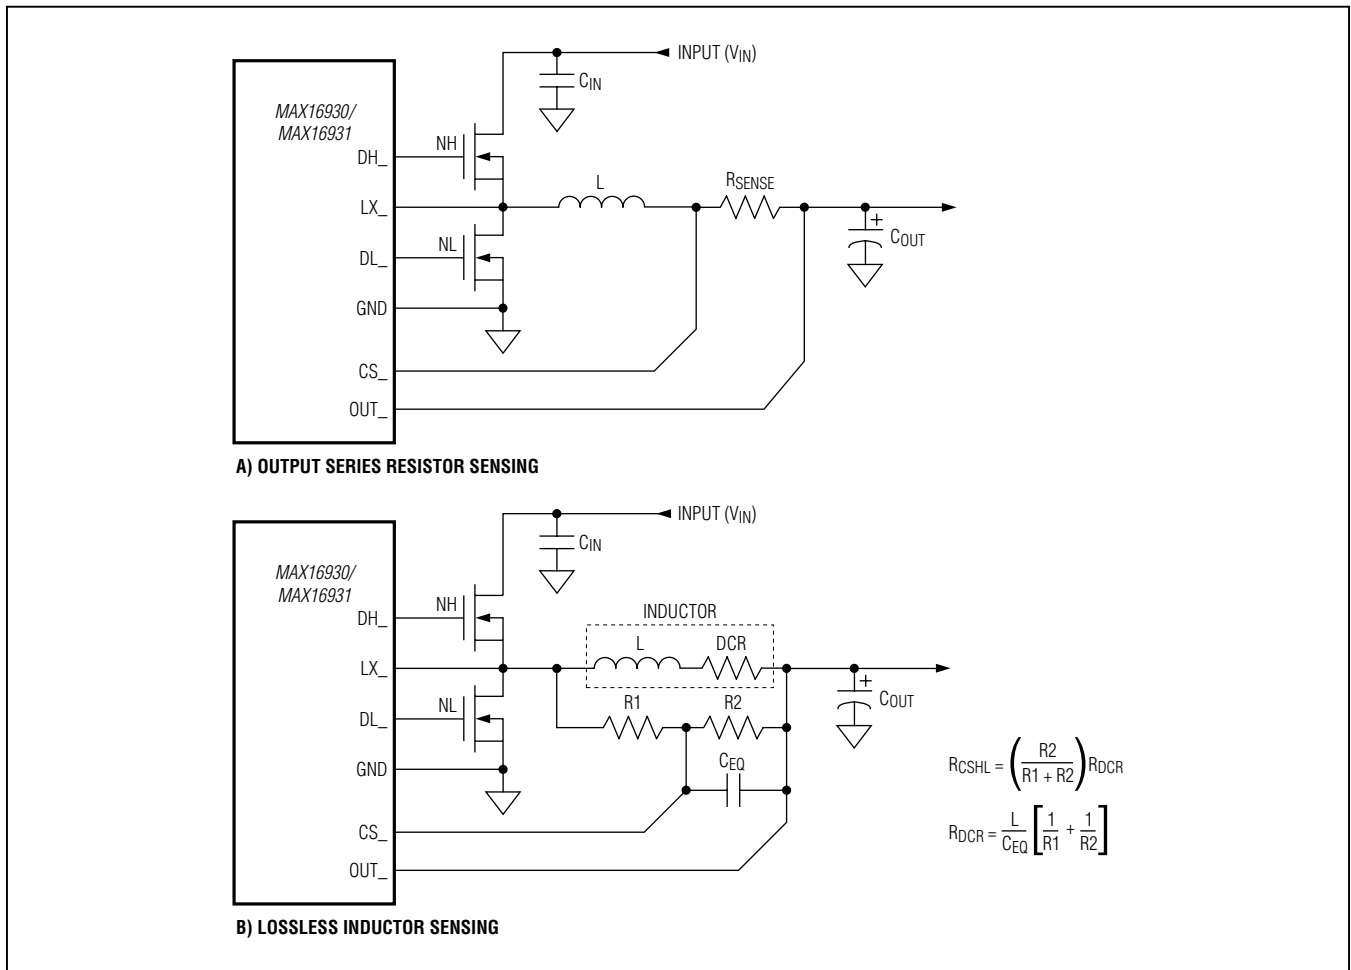 INPUT (VIN)
CIN
MAX16930/
MAX16931
NH
DH_
L
RSENSE
LX_
+
COUT
NL
DL_
GND
CS_
OUT_
A) OUTPUT SERIES RESISTOR SENSING
INPUT (VIN)
CIN
MAX16930/
MAX16931
NH
DH_
INDUCTOR
L DCR
LX_
+
COUT
R1 R2
NL
DL_
CEQ
GND
RCSHL = (R2 / (R1 + R2)) RDCR
CS_
RDCR = L / CEQ [1 / R1 + 1 / R2]
OUT_
B) LOSSLESS INDUCTOR SENSING